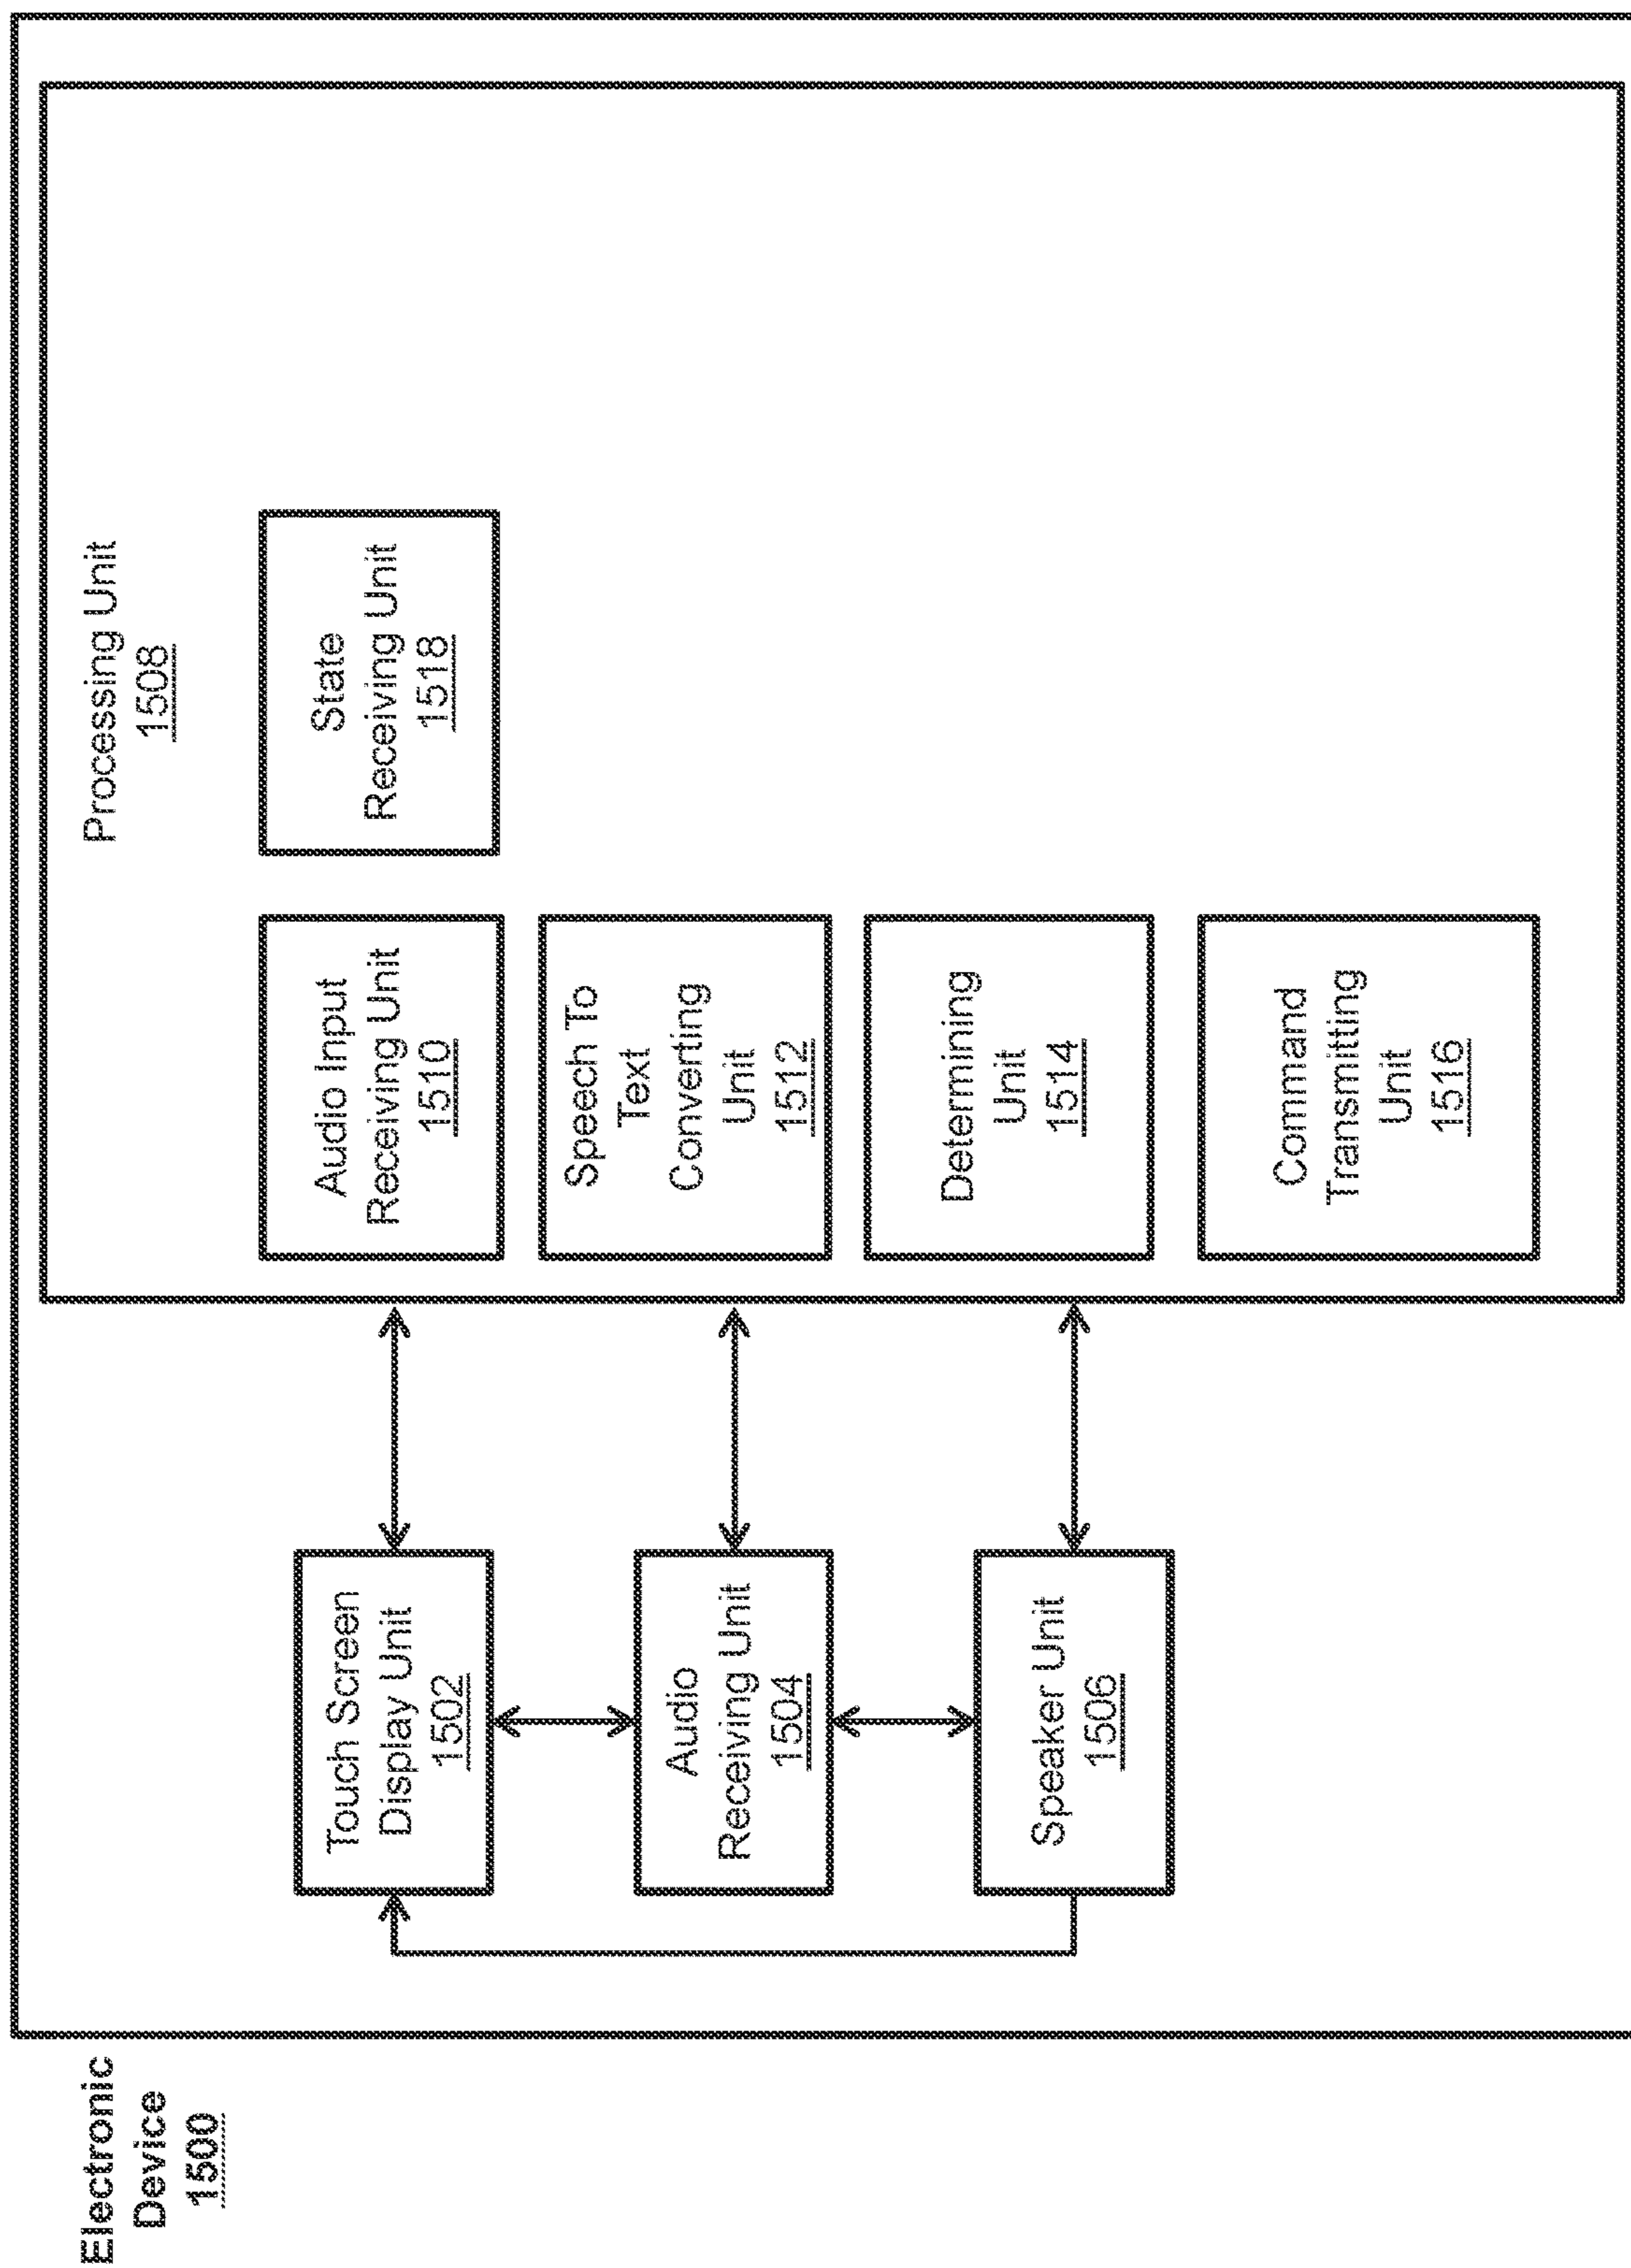 Electronic
Device
1500
Processing Unit
1508
Touch Screen
Display Unit
1502
Audio
Receiving Unit
1504
Speaker Unit
1506
Audio Input
Receiving Unit
1510
Speech To
Text
Converting
Unit
1512
Determining
Unit
1514
Command
Transmitting
Unit
1516
State
Receiving Unit
1518